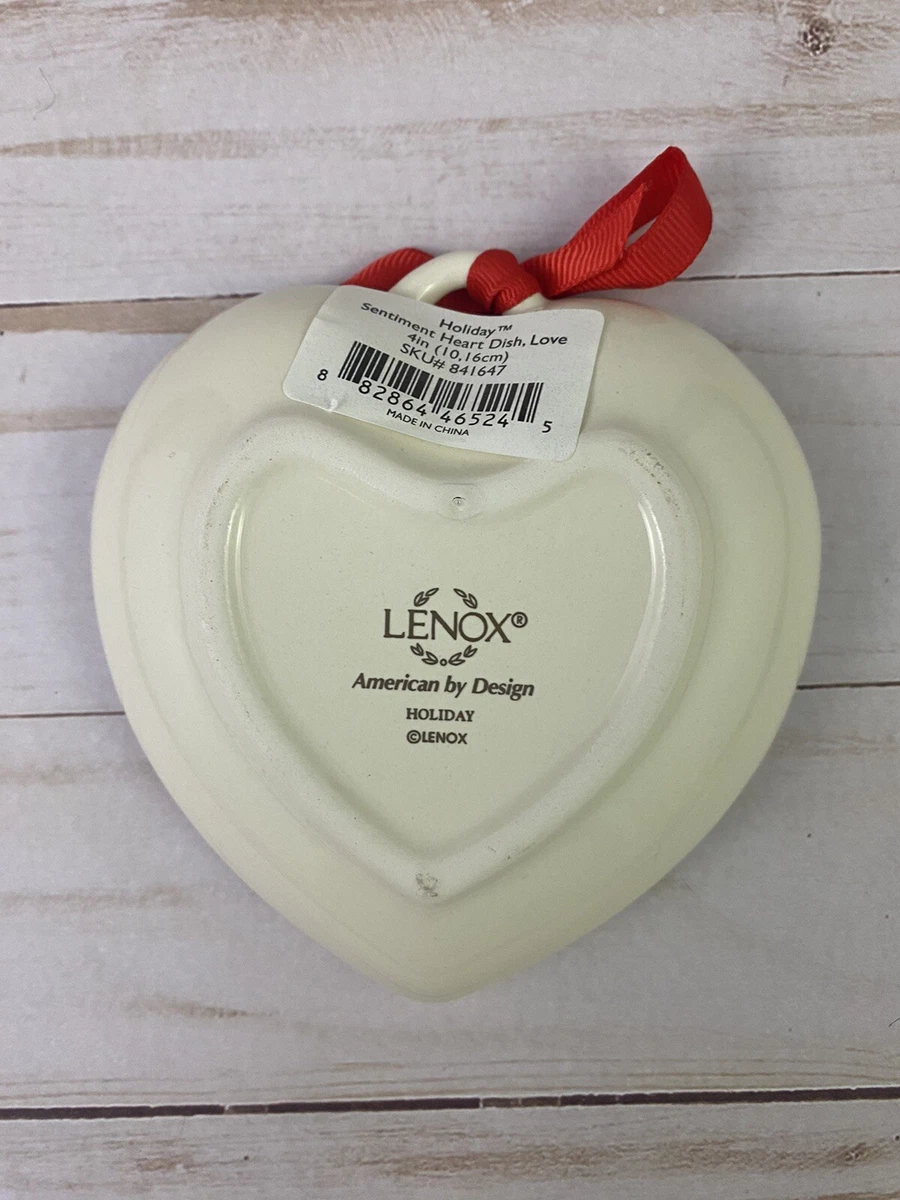 Holiday™
Sentiment Heart Dish, Love
4in (10,16cm)
SKU# 841647
8 82864 46524 5
MADE IN CHINA
LENOX®
American by Design
HOLIDAY
©LENOX